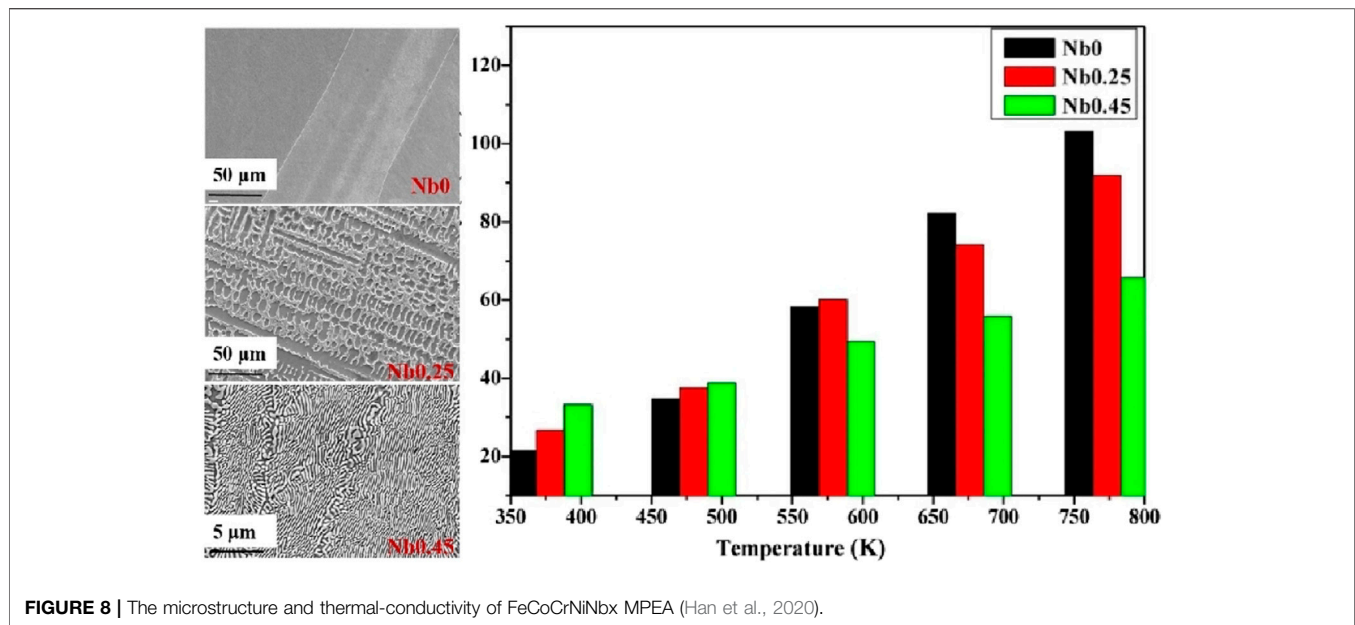 50 μm
Nb0
50 μm
Nb0.25
5 μm
Nb0.45
120
100
80
60
40
20
Nb0
Nb0.25
Nb0.45
350 400 450 500 550 600 650 700 750 800
Temperature (K)
FIGURE 8 | The microstructure and thermal-conductivity of FeCoCrNiNbx MPEA (Han et al., 2020).